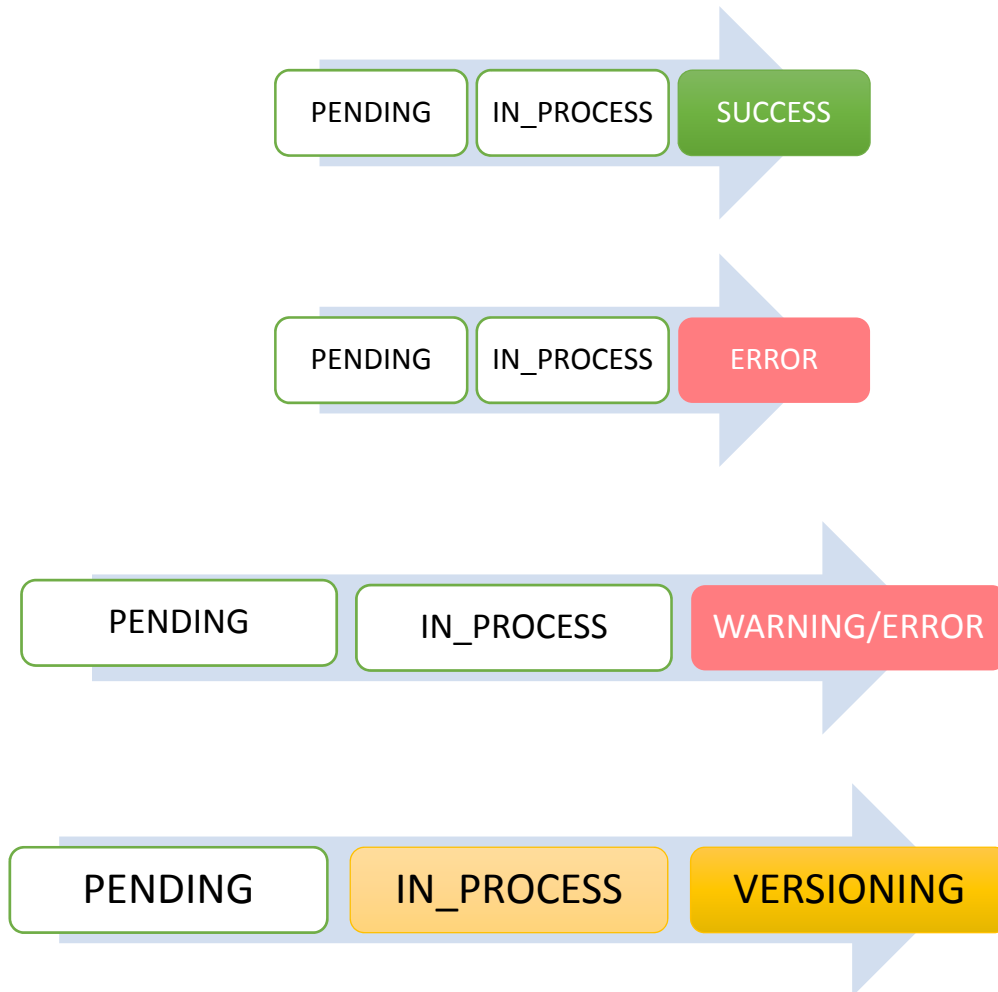 PENDING IN_PROCESS SUCCESS
PENDING IN_PROCESS ERROR
PENDING IN_PROCESS WARNING/ERROR
PENDING IN_PROCESS VERSIONING